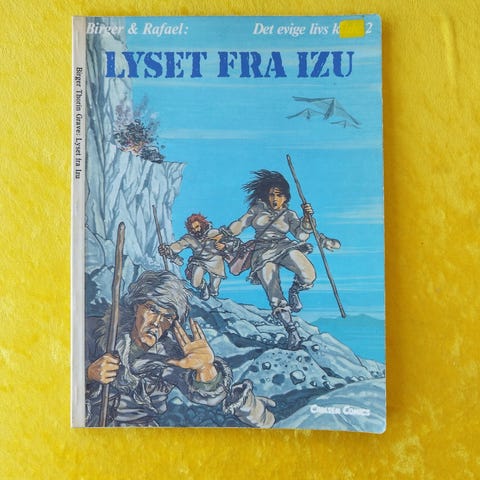 Birger & Rafael: Det evige livs 2
LYSET FRA IZU
Birger Thorin Grave: Lyset fra Izu
CARLSEN COMICS